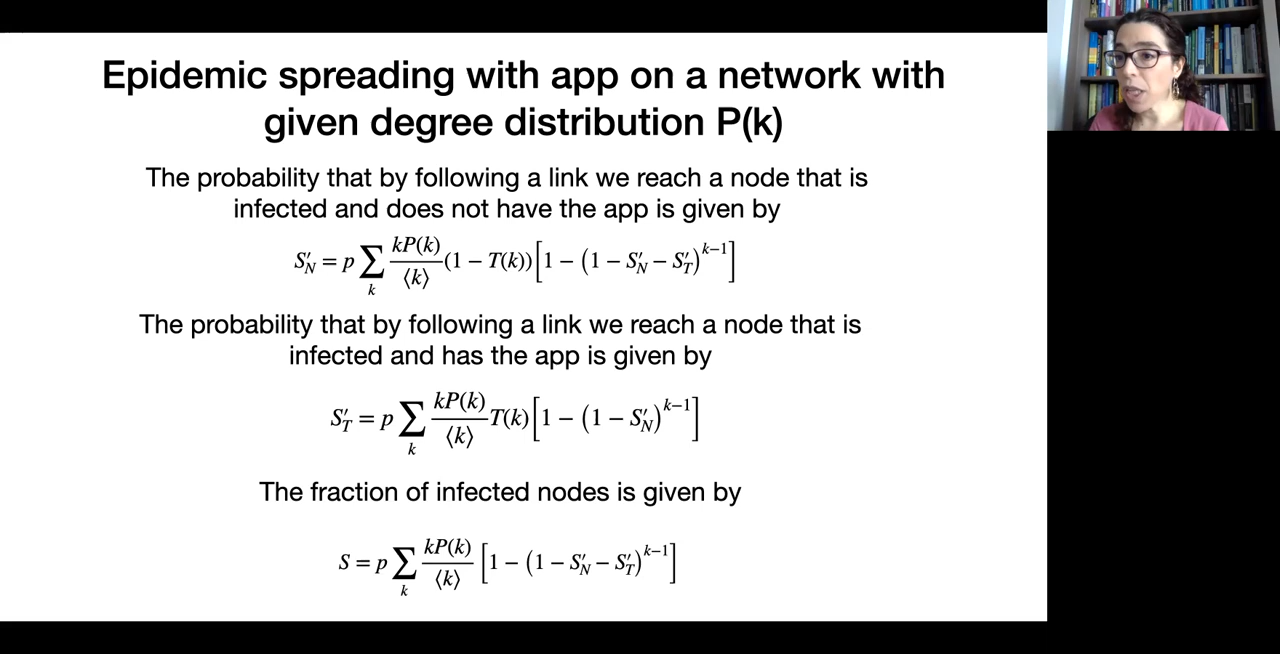 Epidemic spreading with app on a network with
given degree distribution P(k)
The probability that by following a link we reach a node that is
infected and does not have the app is given by
S′_N = p ∑_k kP(k)/⟨k⟩ (1 − T(k)) [1 − (1 − S′_N − S′_T)^{k−1}]
The probability that by following a link we reach a node that is
infected and has the app is given by
S′_T = p ∑_k kP(k)/⟨k⟩ T(k) [1 − (1 − S′_N)^{k−1}]
The fraction of infected nodes is given by
S = p ∑_k kP(k)/⟨k⟩ [1 − (1 − S′_N − S′_T)^{k−1}]